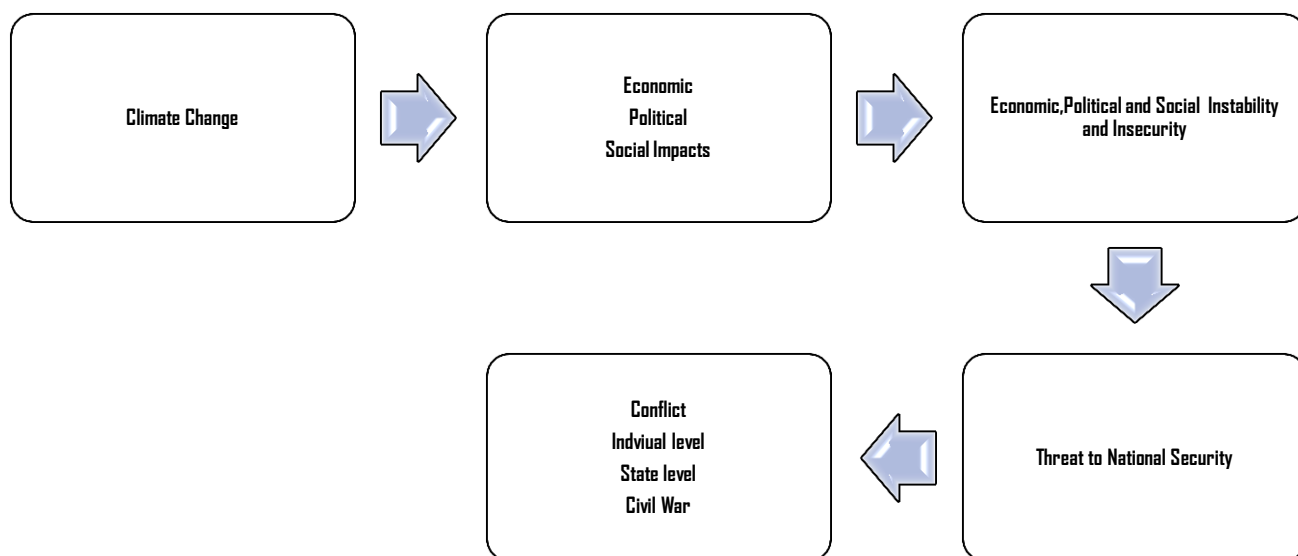 Climate Change
Economic
Political
Social Impacts
Economic,Political and Social Instability
and Insecurity
Threat to National Security
Conflict
Indviual level
State level
Civil War